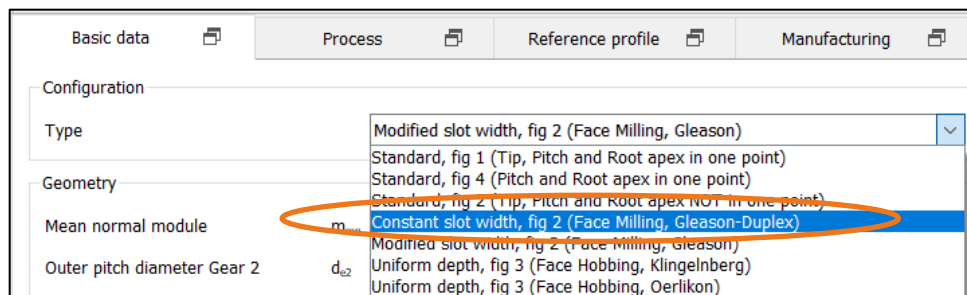 Basic data Process Reference profile Manufacturing
Configuration
Type Modified slot width, fig 2 (Face Milling, Gleason)
Standard, fig 1 (Tip, Pitch and Root apex in one point)
Standard, fig 4 (Pitch and Root apex in one point)
Geometry
Standard, fig 2 (Tip, Pitch and Root apex NOT in one point)
Mean normal module Constant slot width, fig 2 (Face Milling, Gleason-Duplex)
Modified slot width, fig 2 (Face Milling, Gleason)
Outer pitch diameter Gear 2 de2 Uniform depth, fig 3 (Face Hobbing, Klingelnberg)
Uniform depth, fig 3 (Face Hobbing, Oerlikon)